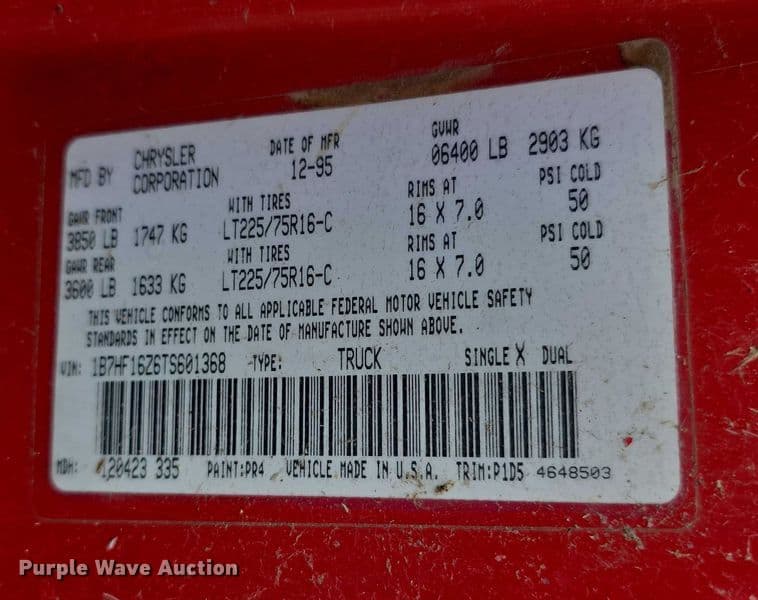 MFD BY CHRYSLER CORPORATION DATE OF MFR 12-95 GVWR 06400 LB 2903 KG
GAWR FRONT WITH TIRES RIMS AT PSI COLD
3850 LB 1747 KG LT225/75R16-C 16 X 7.0 50
GAWR REAR WITH TIRES RIMS AT PSI COLD
3600 LB 1633 KG LT225/75R16-C 16 X 7.0 50
THIS VEHICLE CONFORMS TO ALL APPLICABLE FEDERAL MOTOR VEHICLE SAFETY
STANDARDS IN EFFECT ON THE DATE OF MANUFACTURE SHOWN ABOVE.
VIN: 1B7HF16Z6TS601368 TYPE: TRUCK SINGLE X DUAL
MDH: 120423 335 PAINT:PR4 VEHICLE MADE IN U.S.A. TRIM:P1D5 4648503
Purple Wave Auction